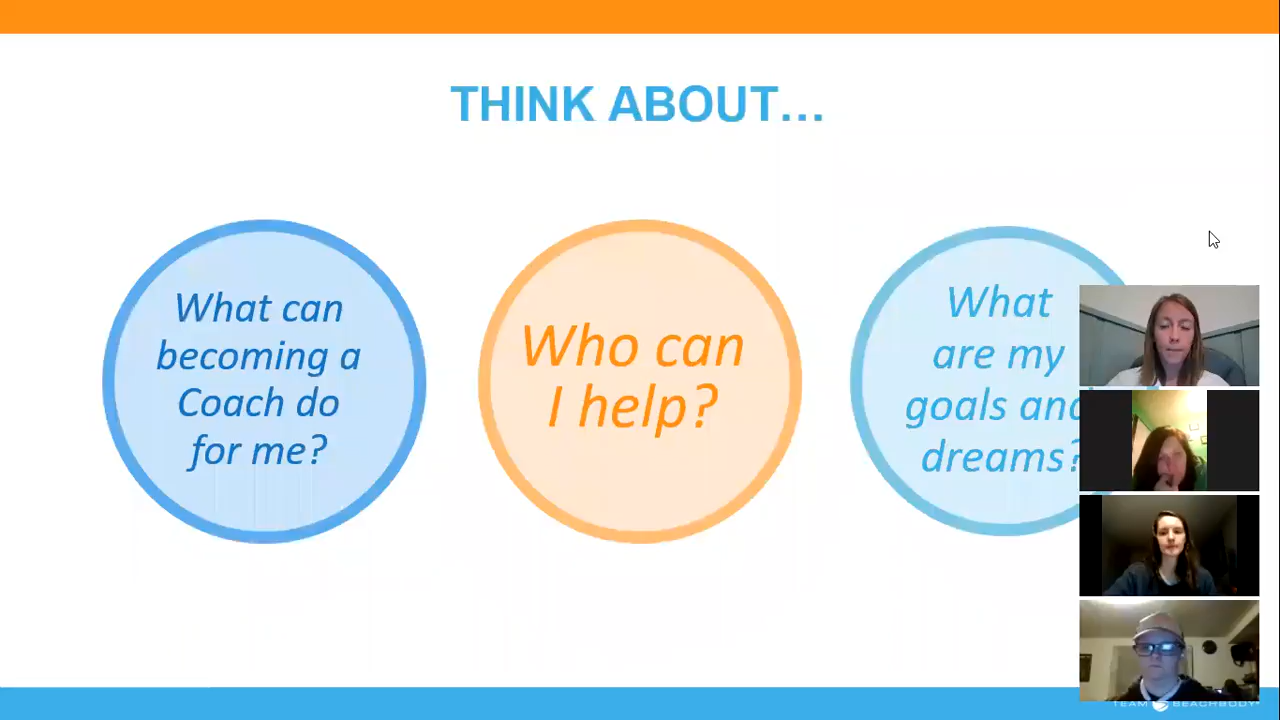 THINK ABOUT...
What can
becoming a
Coach do
for me?
Who can
I help?
What
are my
goals and
dreams?
TEAM BEACHBODY